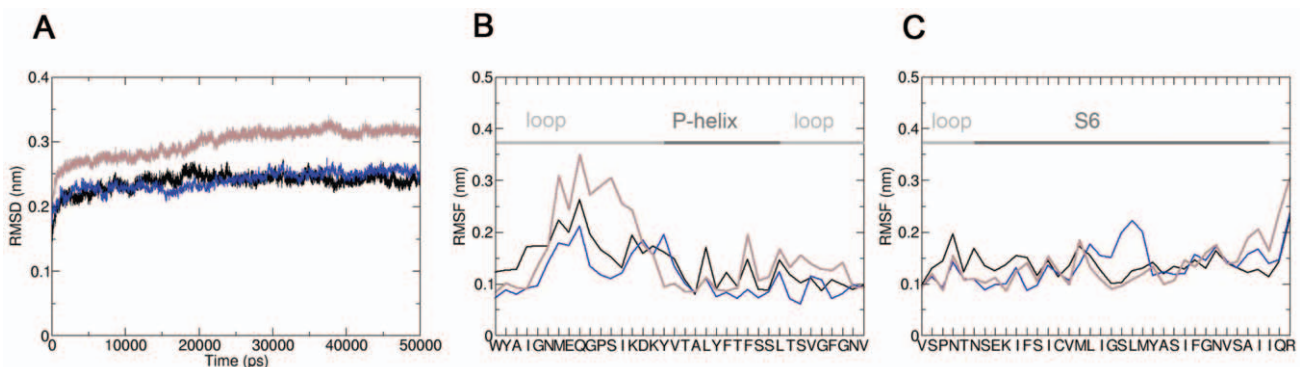 A
B
C
0.4
0.3
0.2
0.1
0
RMSD (nm)
0
10000
20000
30000
40000
50000
Time (ps)
0.5
0.4
0.3
0.2
0.1
0
RMSF (nm)
loop
P-helix
loop
WYAIGNMEQGPSIKDKYVTALYFTFSSLTSVGFGNV
0.5
0.4
0.3
0.2
0.1
0
RMSF (nm)
loop
S6
VSPNTNSEKIFSICVMLIGSLMYASIFGNVSAIIQR